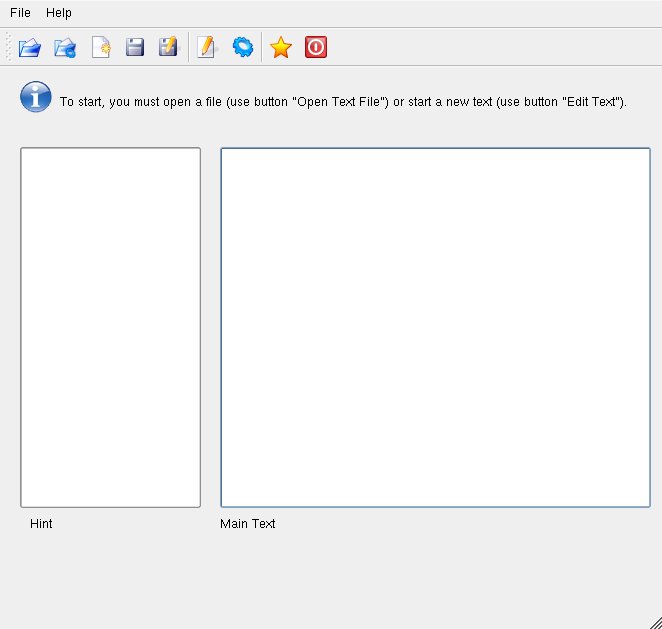 File Help
To start, you must open a file (use button "Open Text File") or start a new text (use button "Edit Text").
Hint Main Text